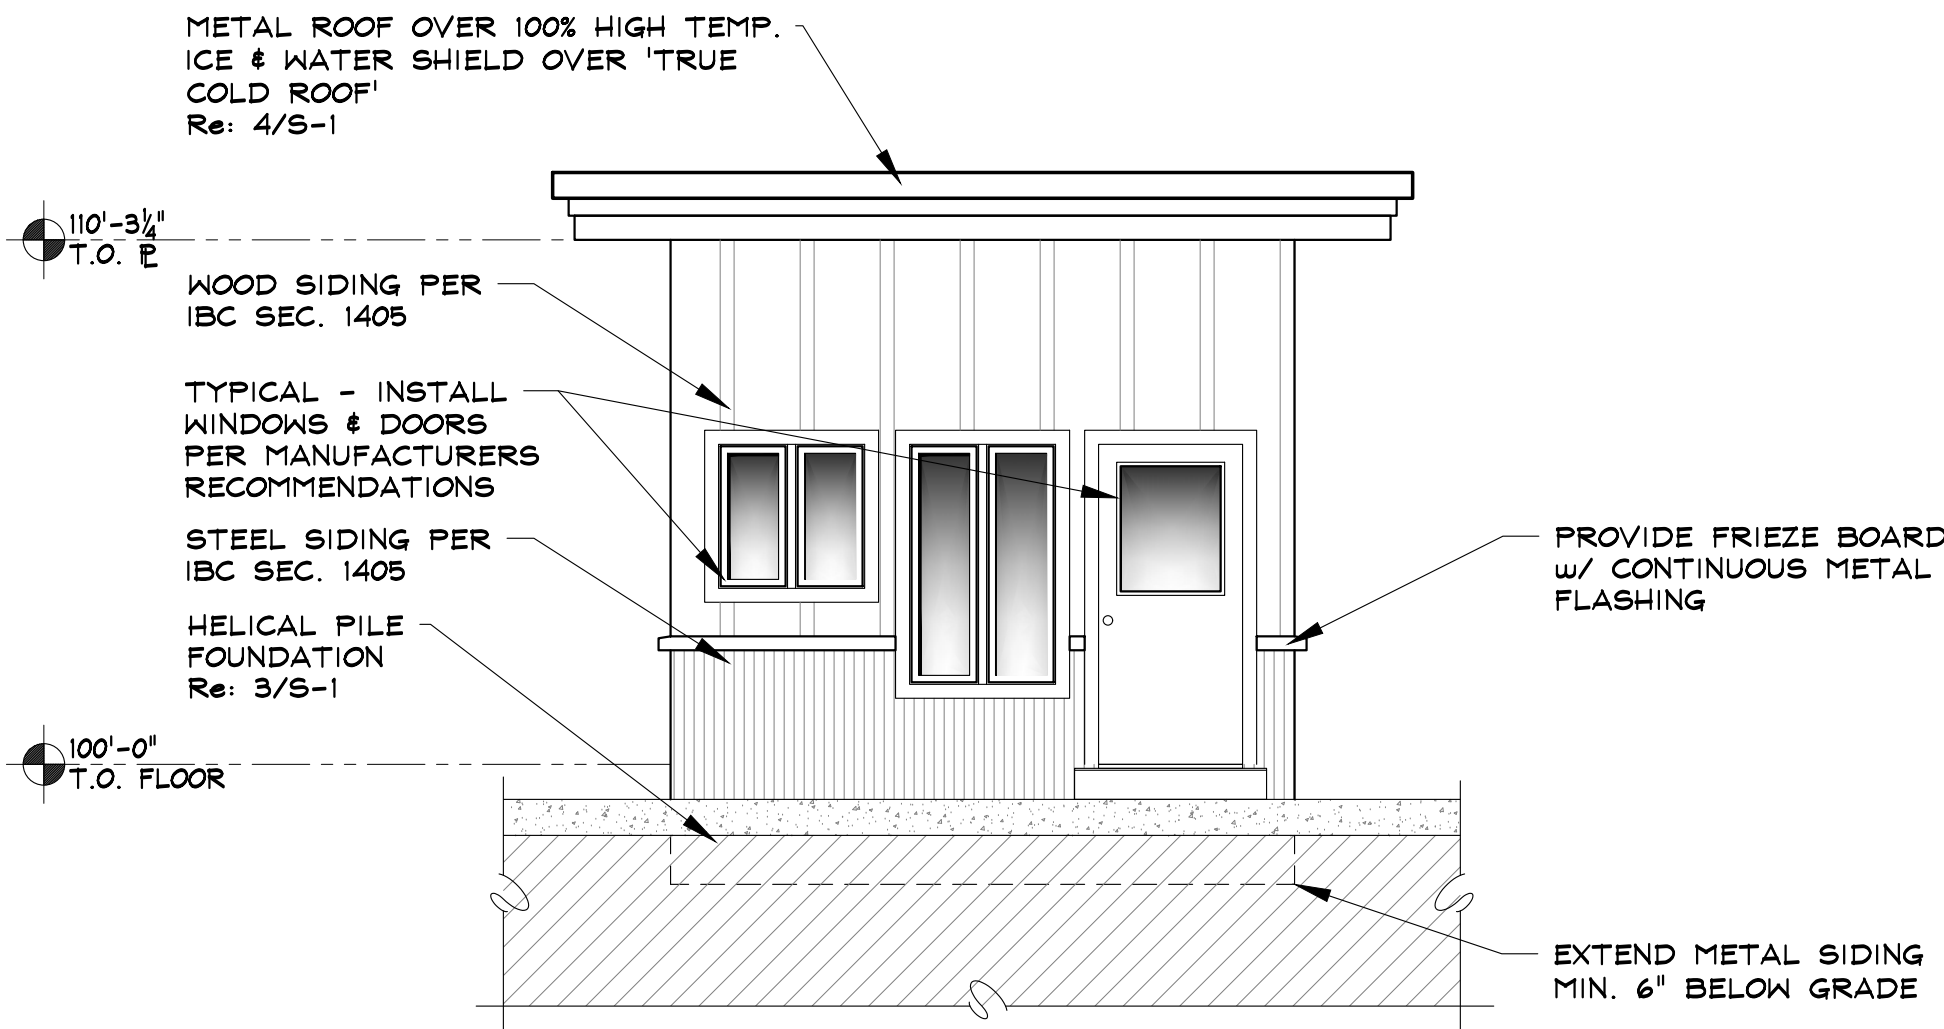 METAL ROOF OVER 100% HIGH TEMP.
ICE & WATER SHIELD OVER 'TRUE
COLD ROOF'
Re: 4/S-1
110'-3¼"
T.O. PL
WOOD SIDING PER
IBC SEC. 1405
TYPICAL - INSTALL
WINDOWS & DOORS
PER MANUFACTURERS
RECOMMENDATIONS
STEEL SIDING PER
IBC SEC. 1405
HELICAL PILE
FOUNDATION
Re: 3/S-1
100'-0"
T.O. FLOOR
PROVIDE FRIEZE BOARD
w/ CONTINUOUS METAL
FLASHING
EXTEND METAL SIDING
MIN. 6" BELOW GRADE